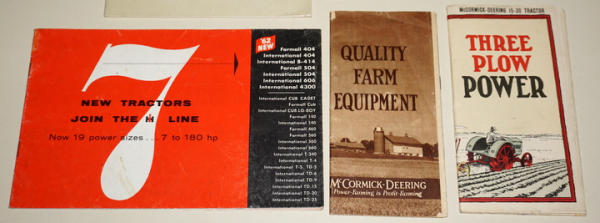 7
NEW TRACTORS
JOIN THE IH LINE
Now 19 power sizes...7 to 180 hp
'62
NEW
Farmall 404
International 404
International B-414
Farmall 504
International 504
International 606
International 4300
International CUB CADET
Farmall Cub
International CUB LO-BOY
Farmall 140
International 140
Farmall 460
Farmall 560
International 460
International 560
International 660
International T-340
International T-4
International T-5, TD-5
International TD-6
International TD-9
International TD-15
International TD-20
International TD-25
QUALITY
FARM
EQUIPMENT
McCORMICK-DEERING
Power-Farming is Profit-Farming
McCORMICK-DEERING 15-30 TRACTOR
THREE
PLOW
POWER